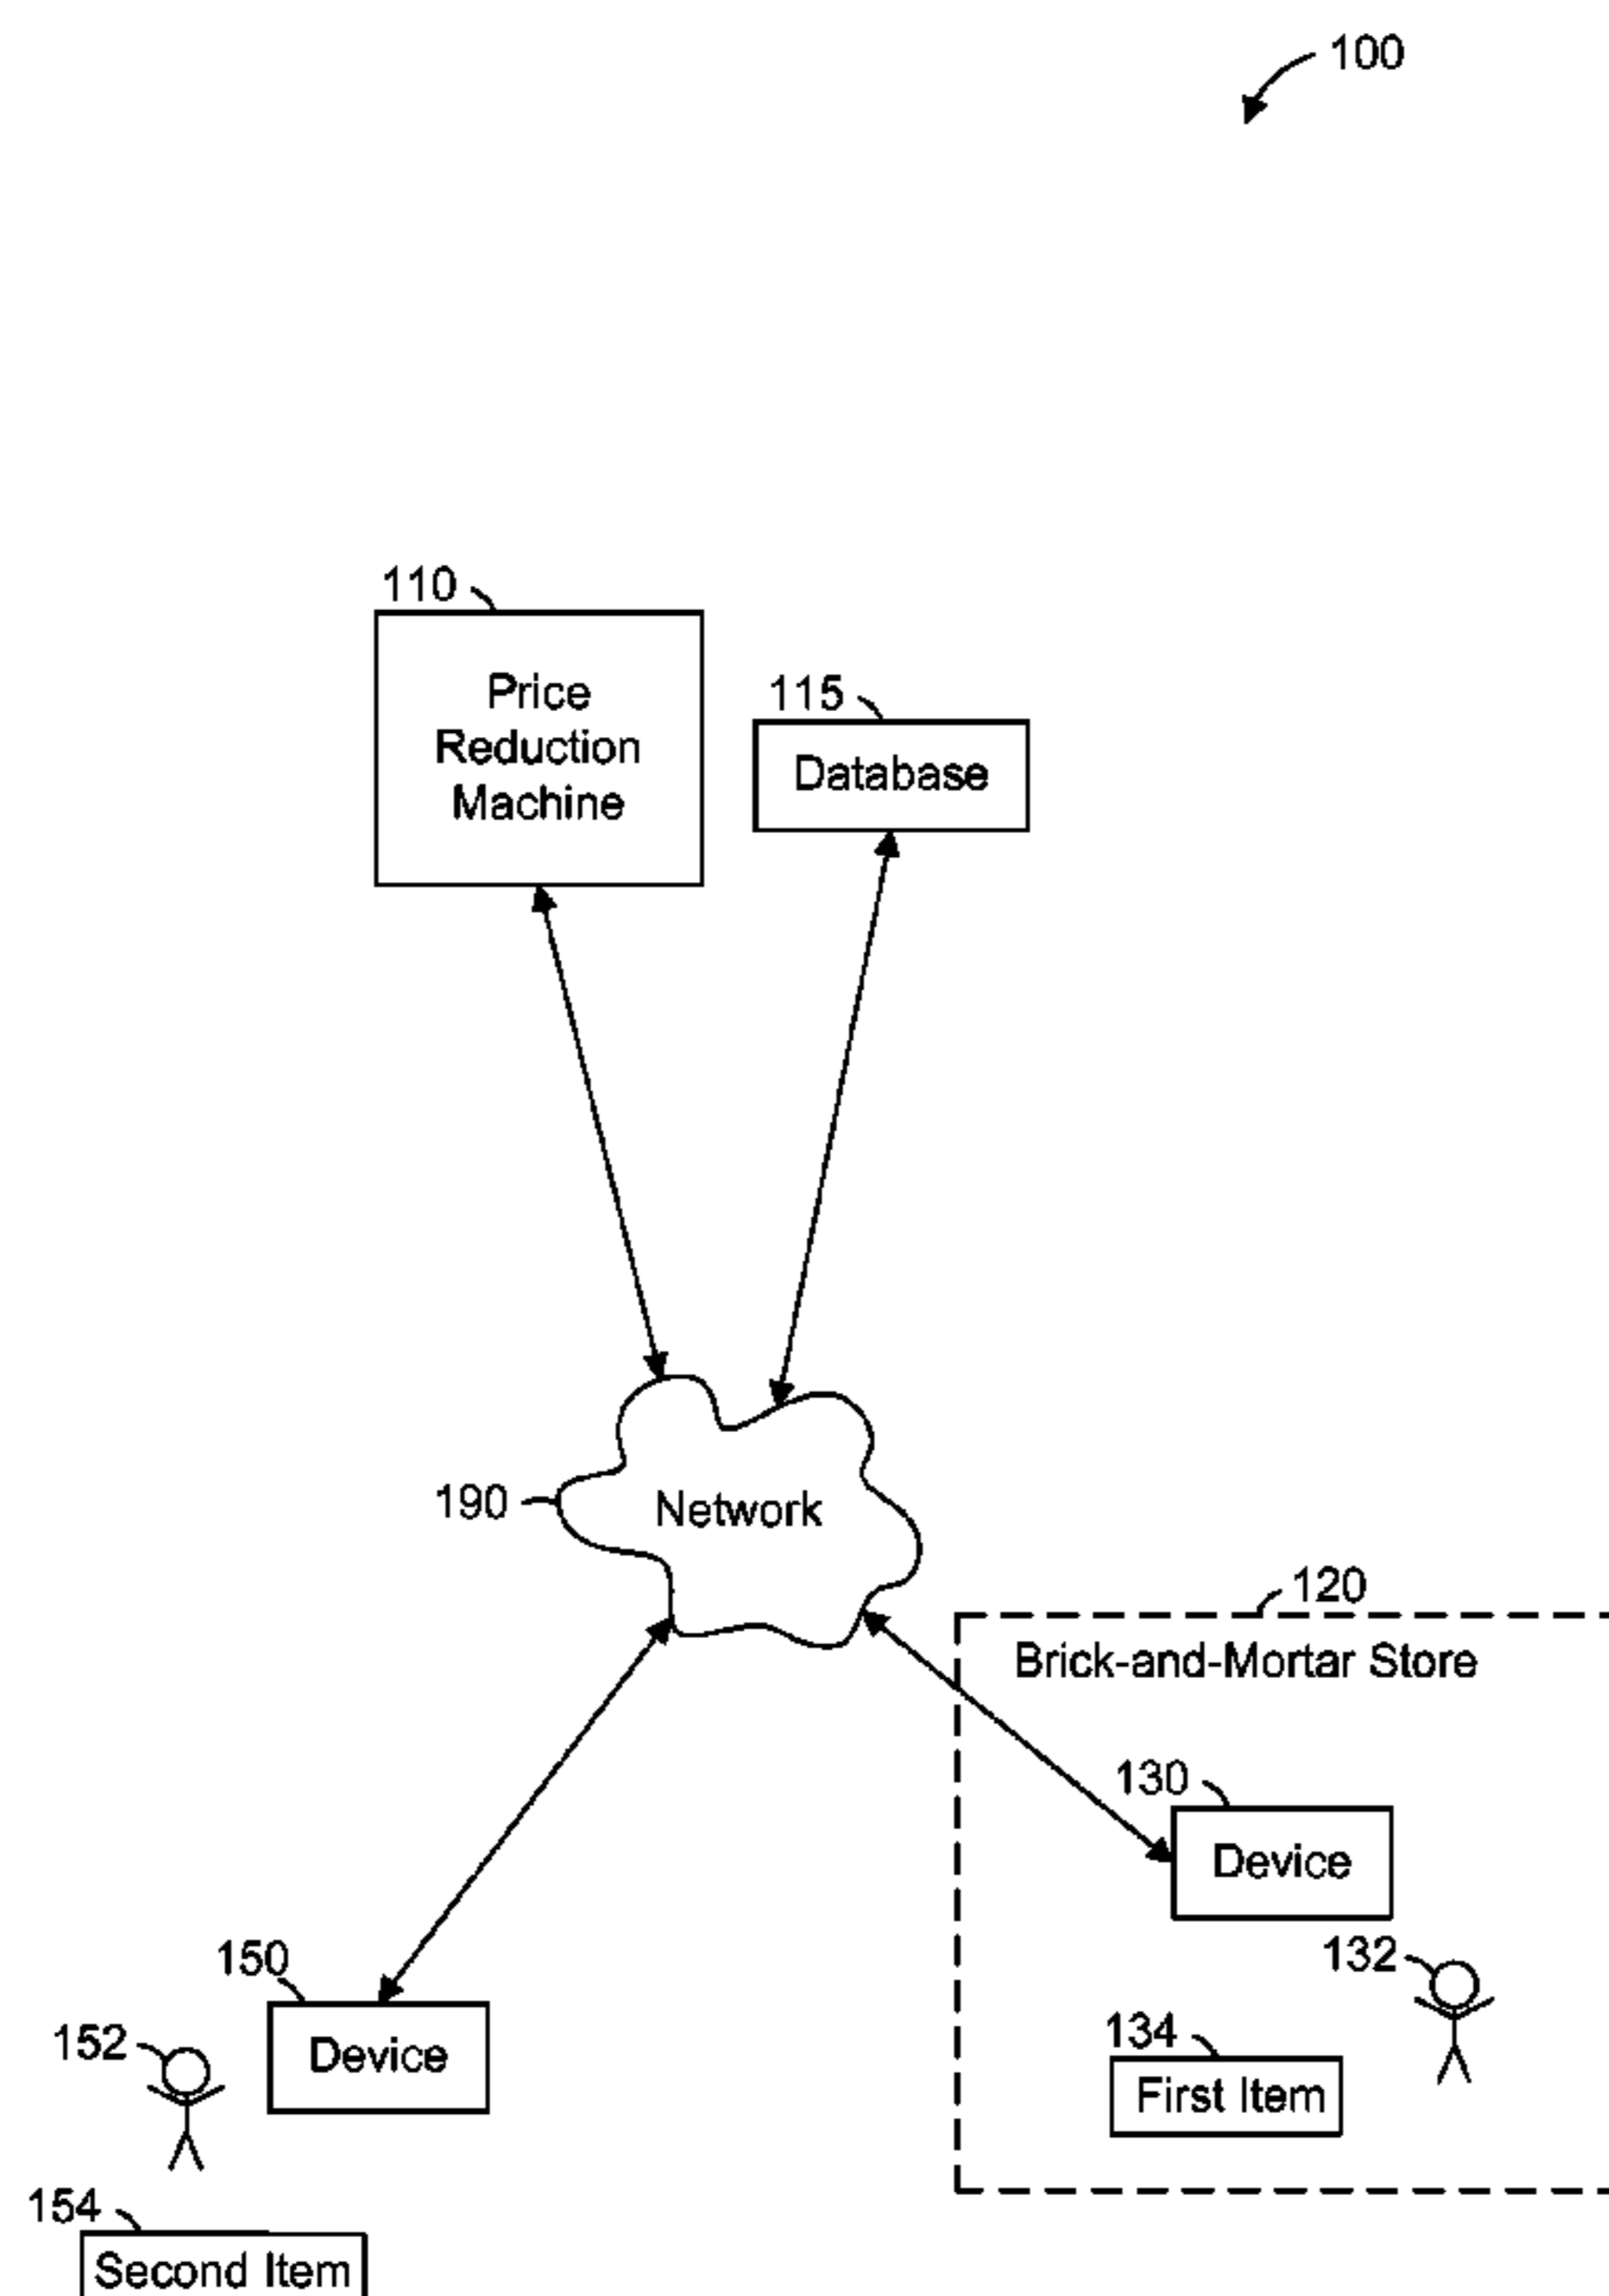 100
110
Price
Reduction
Machine
115
Database
190
Network
120
Brick-and-Mortar Store
130
Device
132
134
First Item
150
Device
152
154
Second Item